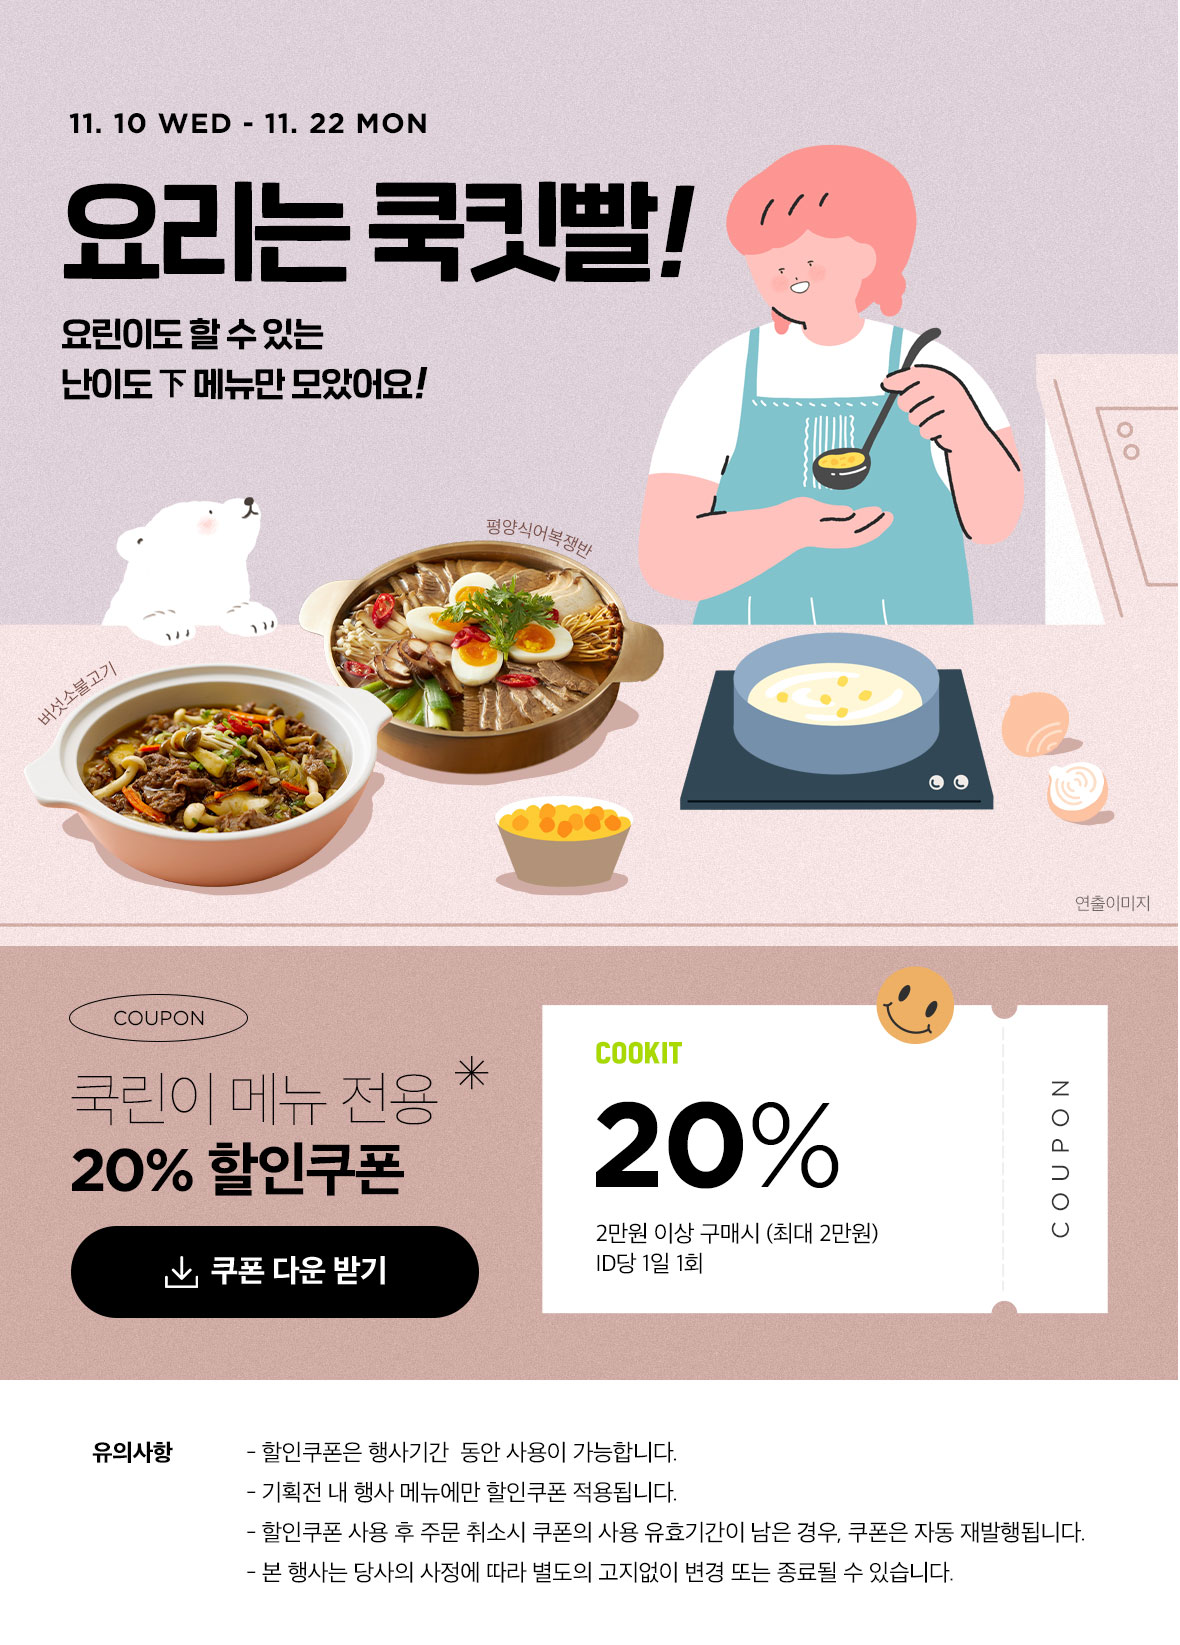 11. 10 WED - 11. 22 MON
요리는 쿡킷빨!
요린이도 할 수 있는
난이도 下 메뉴만 모았어요!
평양식어복쟁반
버섯소불고기
연출이미지
COUPON
쿡린이 메뉴 전용*
20% 할인쿠폰
쿠폰 다운 받기
COOKIT
20%
2만원 이상 구매시 (최대 2만원)
ID당 1일 1회
COUPON
유의사항
- 할인쿠폰은 행사기간 동안 사용이 가능합니다.
- 기획전 내 행사 메뉴에만 할인쿠폰 적용됩니다.
- 할인쿠폰 사용 후 주문 취소시 쿠폰의 사용 유효기간이 남은 경우, 쿠폰은 자동 재발행됩니다.
- 본 행사는 당사의 사정에 따라 별도의 고지없이 변경 또는 종료될 수 있습니다.